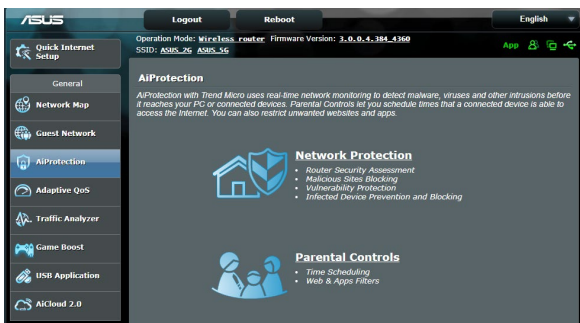 ASUS
Logout
Reboot
English
Quick Internet
Setup
Operation Mode: Wireless router Firmware Version: 3.0.0.4.384_4360
SSID: ASUS_2G ASUS_5G
App
General
Network Map
Guest Network
AiProtection
Adaptive QoS
Traffic Analyzer
Game Boost
USB Application
AiCloud 2.0
AiProtection
AiProtection with Trend Micro uses real-time network monitoring to detect malware, viruses and other intrusions before
it reaches your PC or connected devices. Parental Controls let you schedule times that a connected device is able to
access the Internet. You can also restrict unwanted websites and apps.
Network Protection
• Router Security Assessment
• Malicious Sites Blocking
• Vulnerability Protection
• Infected Device Prevention and Blocking
Parental Controls
• Time Scheduling
• Web & Apps Filters